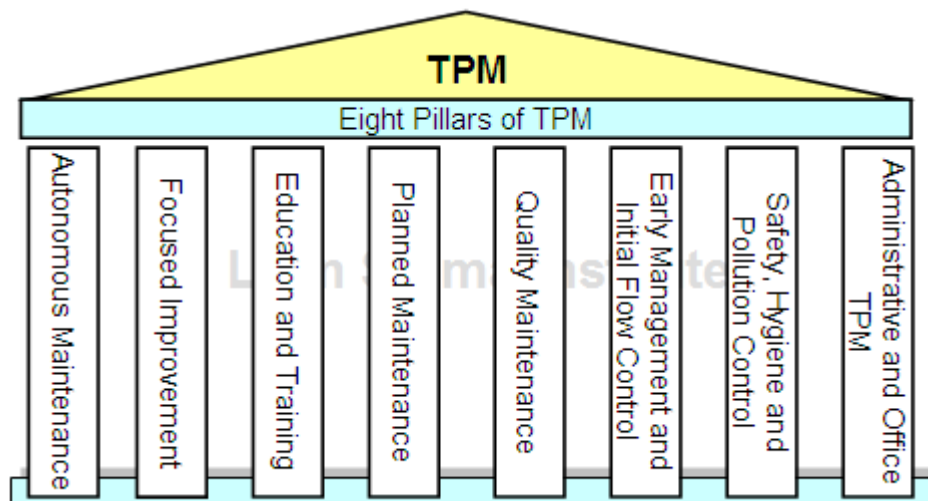 TPM
Eight Pillars of TPM
Autonomous Maintenance
Focused Improvement
Education and Training
Planned Maintenance
Quality Maintenance
Early Management and
Initial Flow Control
Safety, Hygiene and
Pollution Control
Administrative and Office
TPM